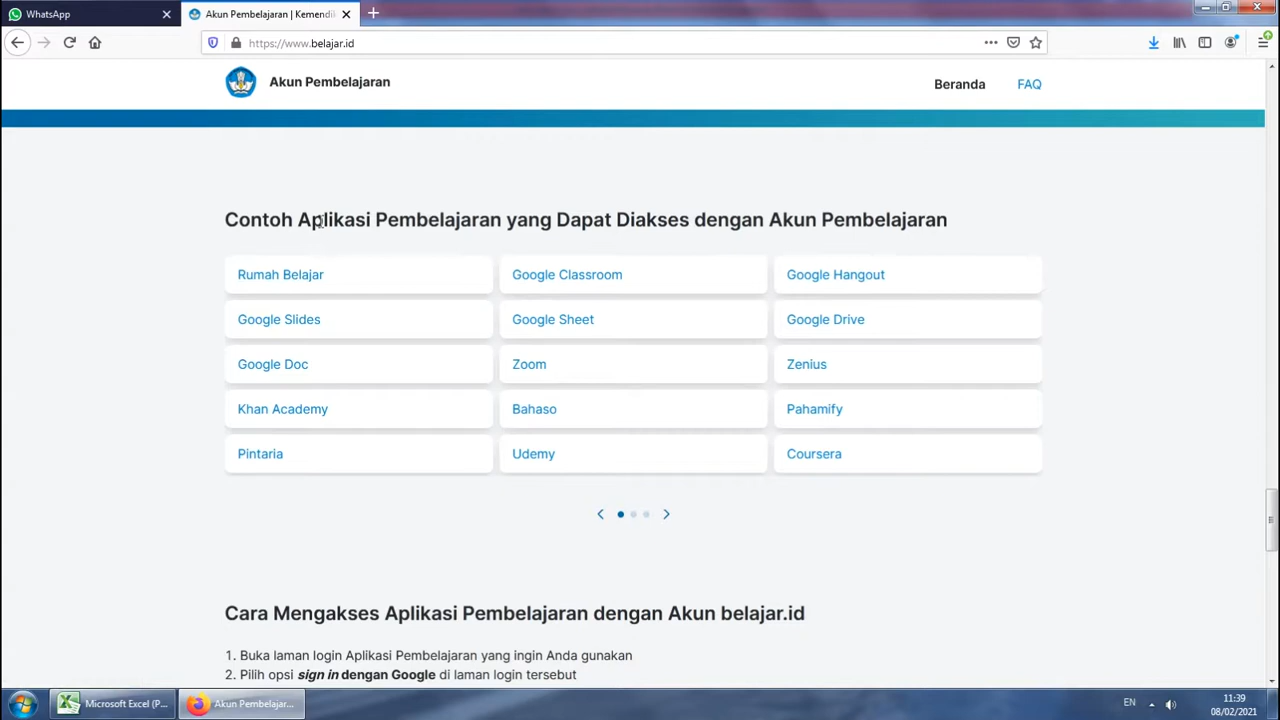 WhatsApp
Akun Pembelajaran | Kemendik
https://www.belajar.id
Akun Pembelajaran
Beranda
FAQ
Contoh Aplikasi Pembelajaran yang Dapat Diakses dengan Akun Pembelajaran
Rumah Belajar
Google Classroom
Google Hangout
Google Slides
Google Sheet
Google Drive
Google Doc
Zoom
Zenius
Khan Academy
Bahaso
Pahamify
Pintaria
Udemy
Coursera
Cara Mengakses Aplikasi Pembelajaran dengan Akun belajar.id
1. Buka laman login Aplikasi Pembelajaran yang ingin Anda gunakan
2. Pilih opsi sign in dengan Google di laman login tersebut
Microsoft Excel (P...
Akun Pembelajar...
EN
11:39
08/02/2021